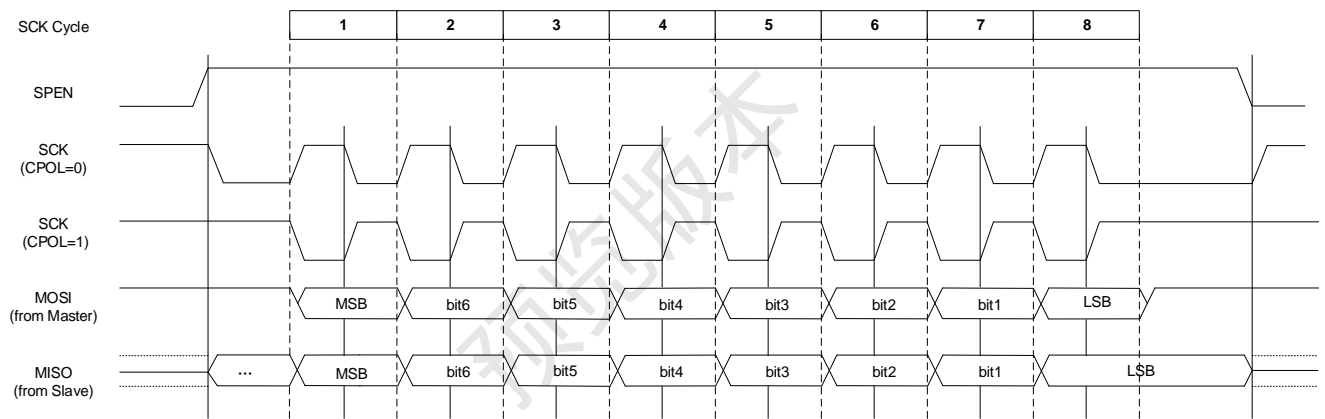 SCK Cycle 1 2 3 4 5 6 7 8
SPEN
SCK
(CPOL=0)
SCK
(CPOL=1)
MOSI
(from Master)
MSB bit6 bit5 bit4 bit3 bit2 bit1 LSB
MISO
(from Slave)
... MSB bit6 bit5 bit4 bit3 bit2 bit1 LSB
预览版本